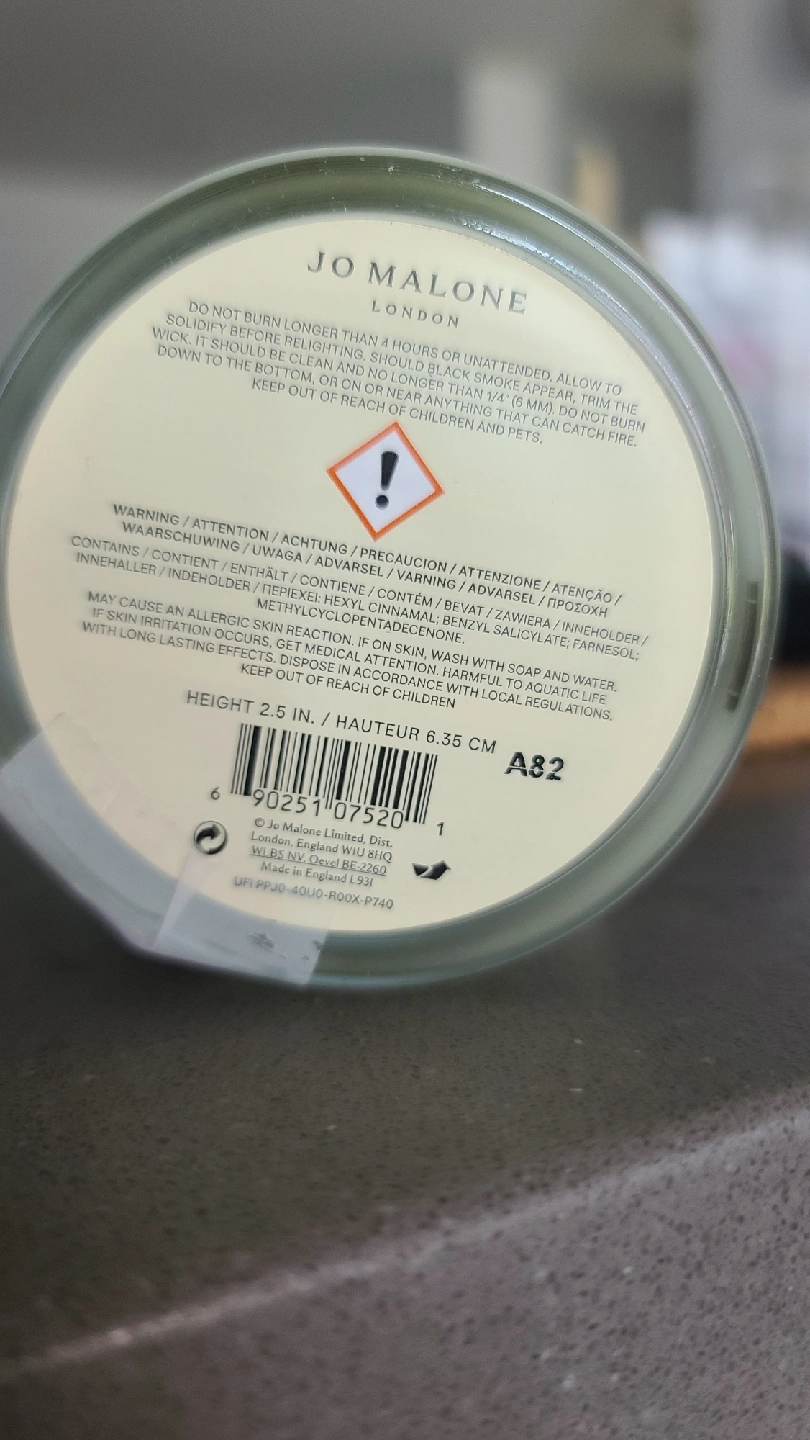 JO MALONE
LONDON
DO NOT BURN LONGER THAN 4 HOURS OR UNATTENDED. ALLOW TO
SOLIDIFY BEFORE RELIGHTING. SHOULD BLACK SMOKE APPEAR, TRIM THE
WICK. IT SHOULD BE CLEAN AND NO LONGER THAN 1/4" (6 MM). DO NOT BURN
DOWN TO THE BOTTOM, OR ON OR NEAR ANYTHING THAT CAN CATCH FIRE.
KEEP OUT OF REACH OF CHILDREN AND PETS.
WARNING / ATTENTION / ACHTUNG / PRECAUCION / ATTENZIONE / ATENÇÃO /
WAARSCHUWING / UWAGA / ADVARSEL / VARNING / ADVARSEL / ΠΡΟΣΟΧΗ
CONTAINS / CONTIENT / ENTHÄLT / CONTIENE / CONTÉM / BEVAT / ZAWIERA / INNEHOLDER /
INNEHALLER / INDEHOLDER / ΠΕΡΙΕΧΕΙ: HEXYL CINNAMAL; BENZYL SALICYLATE; FARNESOL;
METHYLCYCLOPENTADECENONE.
MAY CAUSE AN ALLERGIC SKIN REACTION. IF ON SKIN, WASH WITH SOAP AND WATER.
IF SKIN IRRITATION OCCURS, GET MEDICAL ATTENTION. HARMFUL TO AQUATIC LIFE
WITH LONG LASTING EFFECTS. DISPOSE IN ACCORDANCE WITH LOCAL REGULATIONS.
KEEP OUT OF REACH OF CHILDREN
HEIGHT 2.5 IN. / HAUTEUR 6.35 CM
A82
6 90251 07520 1
© Jo Malone Limited, Dist.
London, England W1U 8HQ
WLBS NV, Oevel BE-2260
Made in England L931
UFI PPJ0-40U0-R00X-P74Q